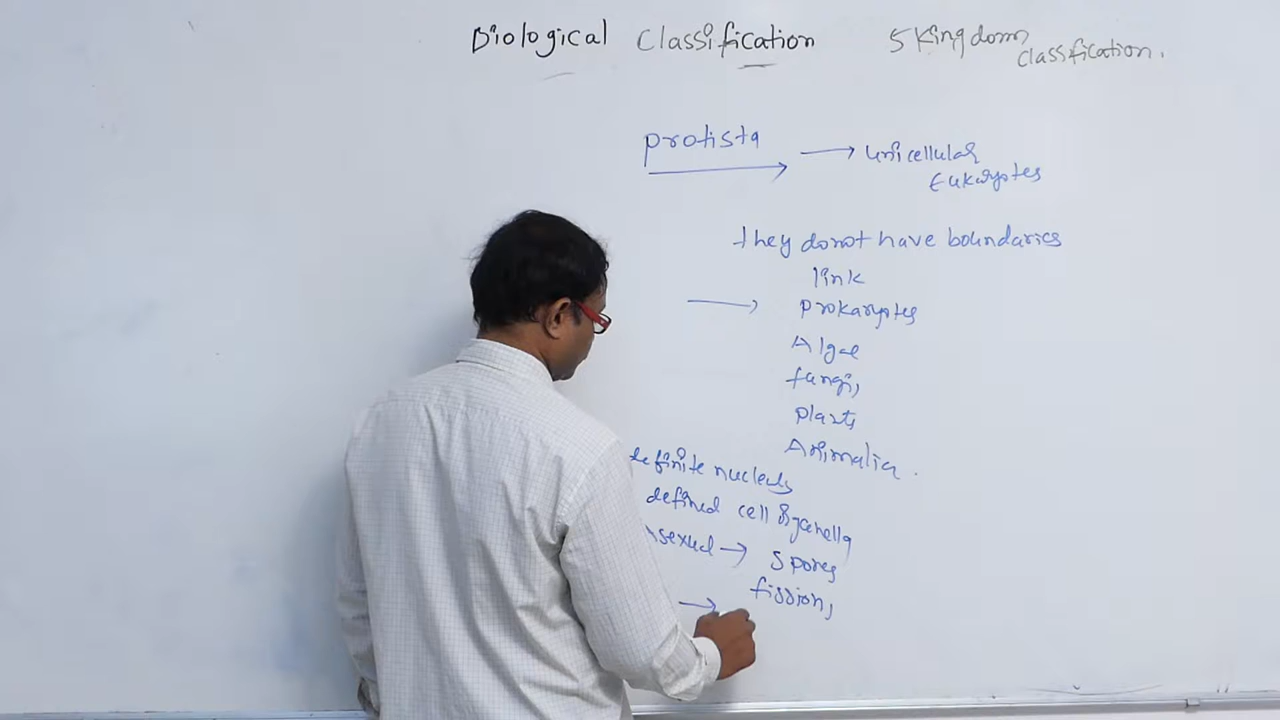 Biological Classification
5 Kingdom
classification.
protista → unicellular
Eukaryotes
they donot have boundaries
link
→ prokaryotes
Algae
fungi,
plants
Animalia.
definite nucleus
defined cell organella
Asexual → Spores
fission,
→